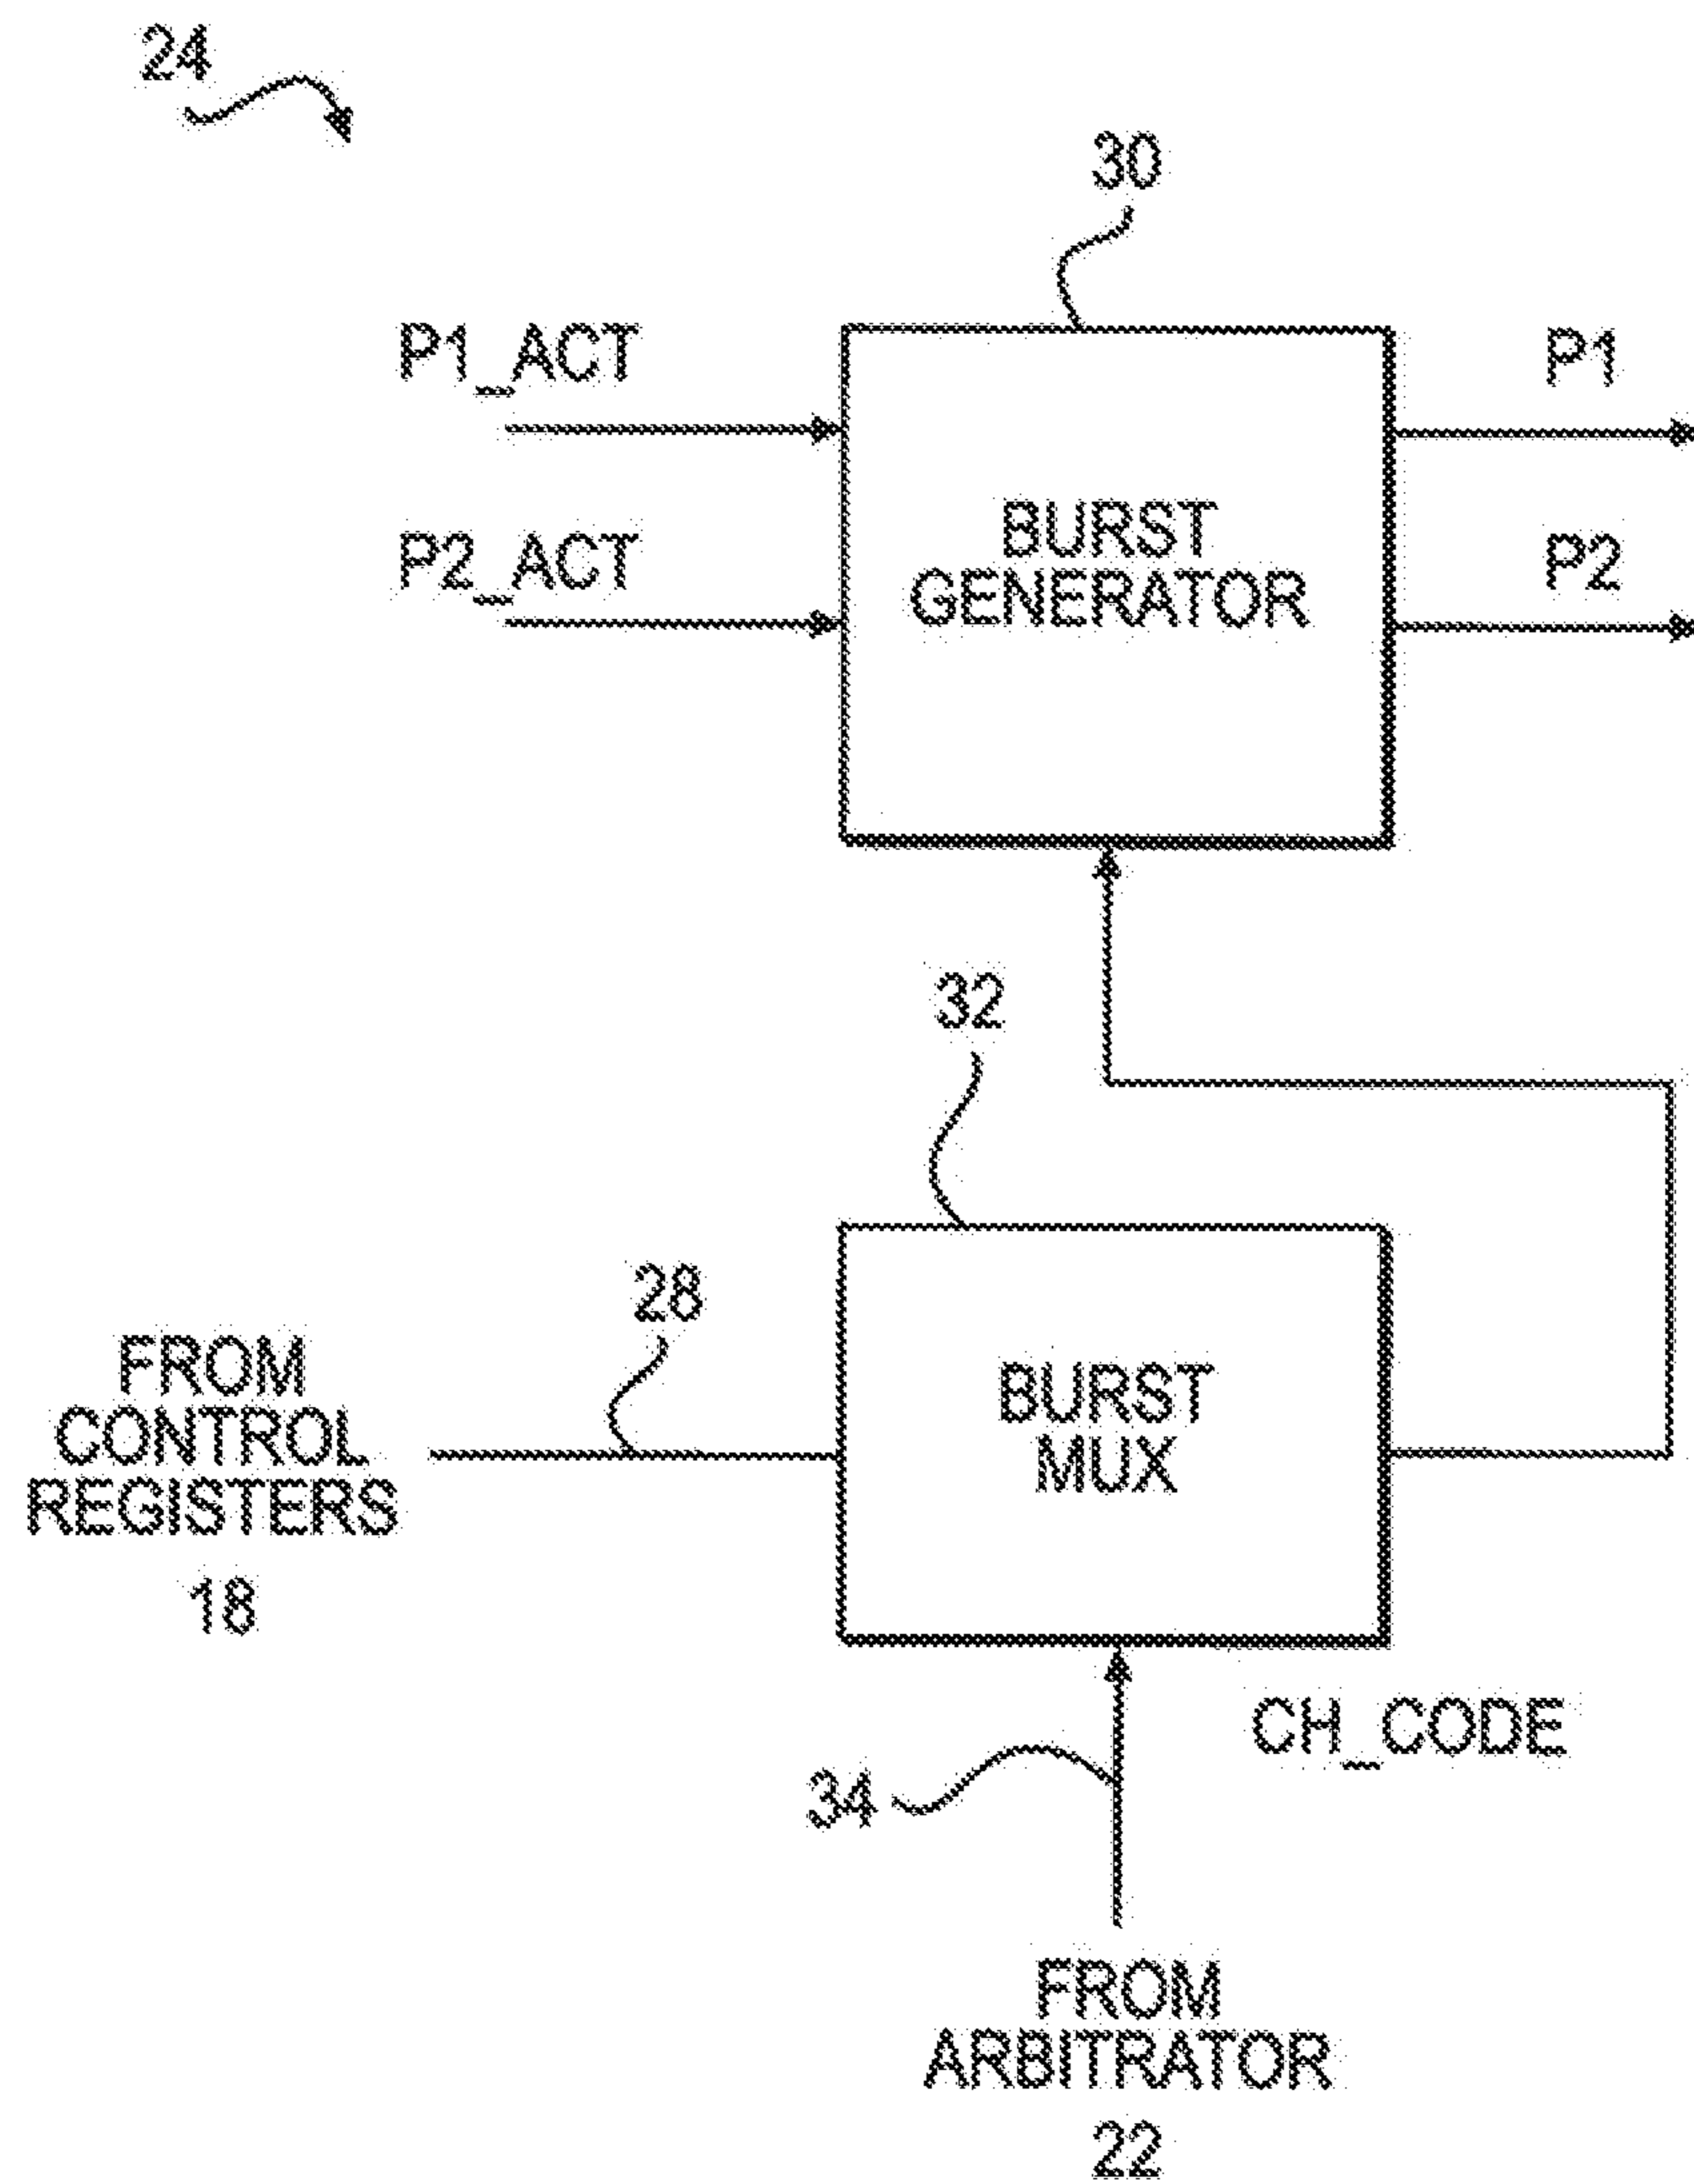 24
30
P1_ACT
P1
P2_ACT
P2
BURST
GENERATOR
32
28
FROM
CONTROL
REGISTERS
18
BURST
MUX
CH_CODE
34
FROM
ARBITRATOR
22